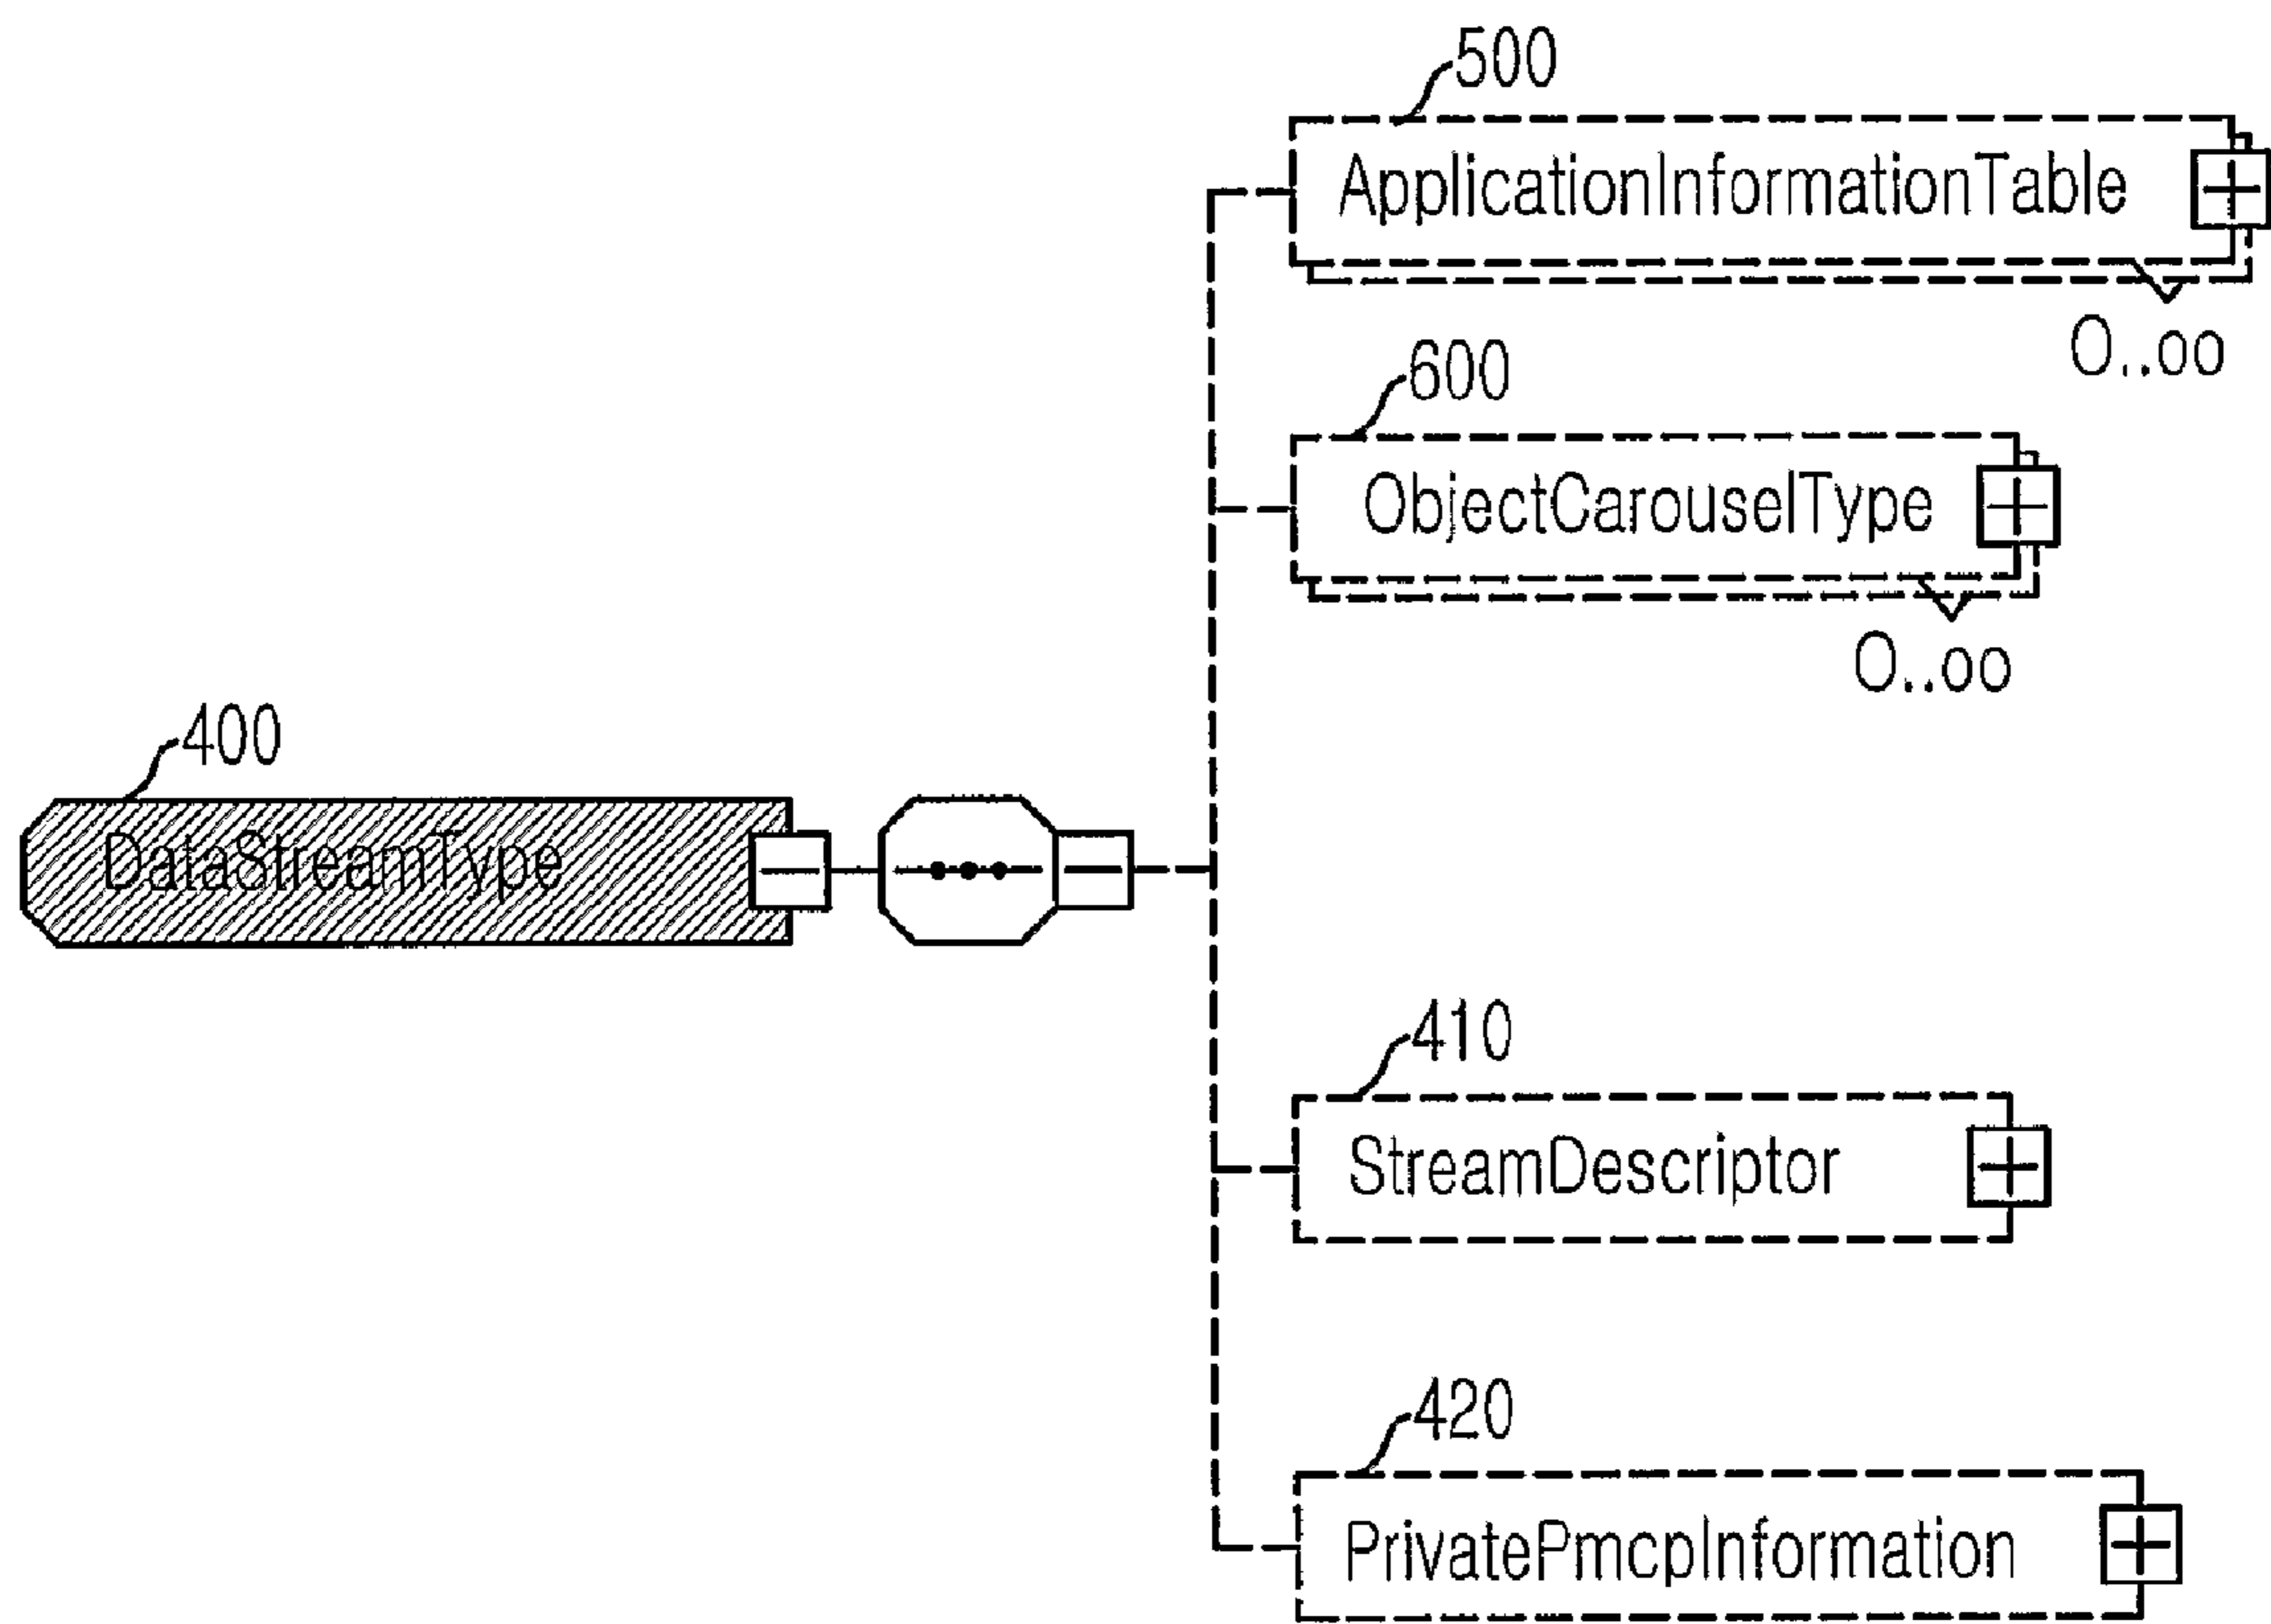 500
ApplicationInformationTable
0..oo
600
ObjectCarouselType
0..oo
400
DataStreamType
410
StreamDescriptor
420
PrivatePmcpInformation